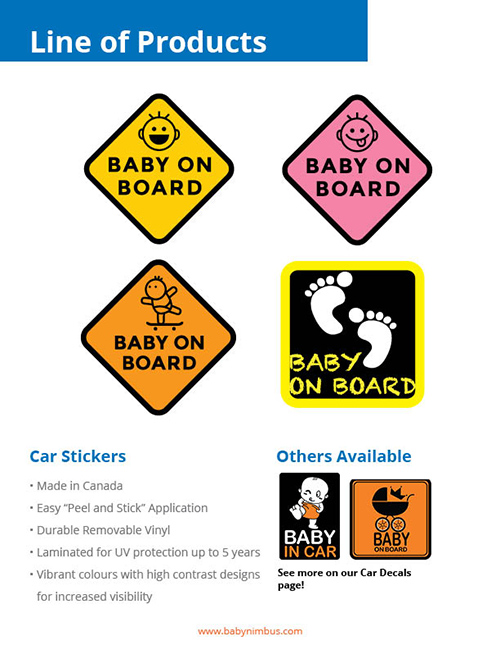 Line of Products
BABY ON
BOARD
BABY ON
BOARD
BABY ON
BOARD
BABY
ON BOARD
Car Stickers
• Made in Canada
• Easy “Peel and Stick” Application
• Durable Removable Vinyl
• Laminated for UV protection up to 5 years
• Vibrant colours with high contrast designs
for increased visibility
Others Available
BABY
IN CAR
BABY
ON BOARD
See more on our Car Decals
page!
www.babynimbus.com